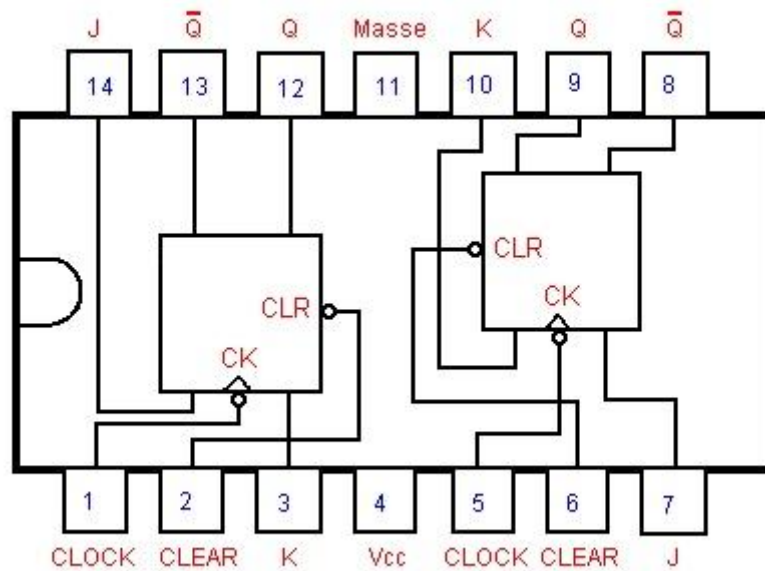 J Q̅ Q Masse K Q Q̅
14 13 12 11 10 9 8
CLR
CK
CLR
CK
1 2 3 4 5 6 7
CLOCK CLEAR K Vcc CLOCK CLEAR J